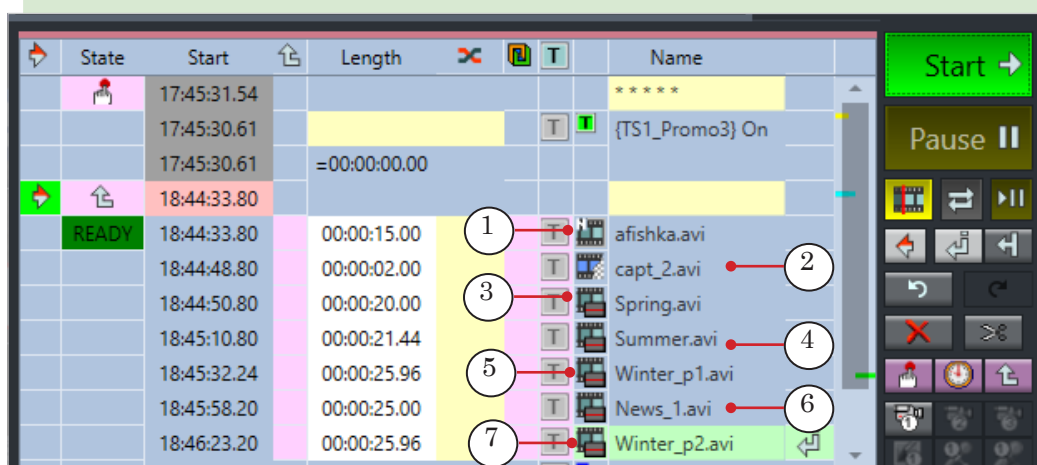 State Start Length T Name
Start
17:45:31.54 * * * * *
17:45:30.61 T T {TS1_Promo3} On
Pause
17:45:30.61 =00:00:00.00
18:44:33.80
READY 18:44:33.80 00:00:15.00 1 T afishka.avi
18:44:48.80 00:00:02.00 T capt_2.avi 2
18:44:50.80 00:00:20.00 3 T Spring.avi
18:45:10.80 00:00:21.44 T Summer.avi 4
18:45:32.24 00:00:25.96 5 T Winter_p1.avi
18:45:58.20 00:00:25.00 T News_1.avi 6
18:46:23.20 00:00:25.96 7 T Winter_p2.avi